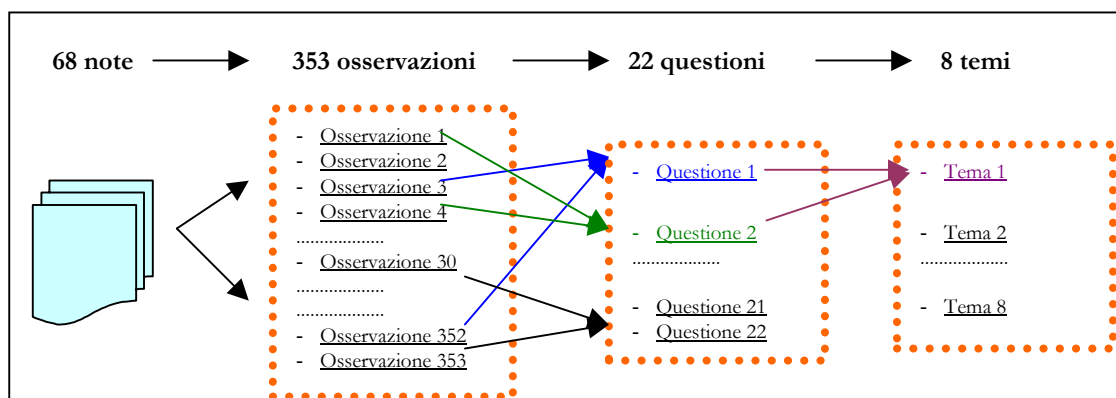 68 note
353 osservazioni
22 questioni
8 temi
- Osservazione 1
- Osservazione 2
- Osservazione 3
- Osservazione 4
....................
- Osservazione 30
....................
....................
- Osservazione 352
- Osservazione 353
- Questione 1
- Questione 2
....................
- Questione 21
- Questione 22
- Tema 1
- Tema 2
....................
- Tema 8